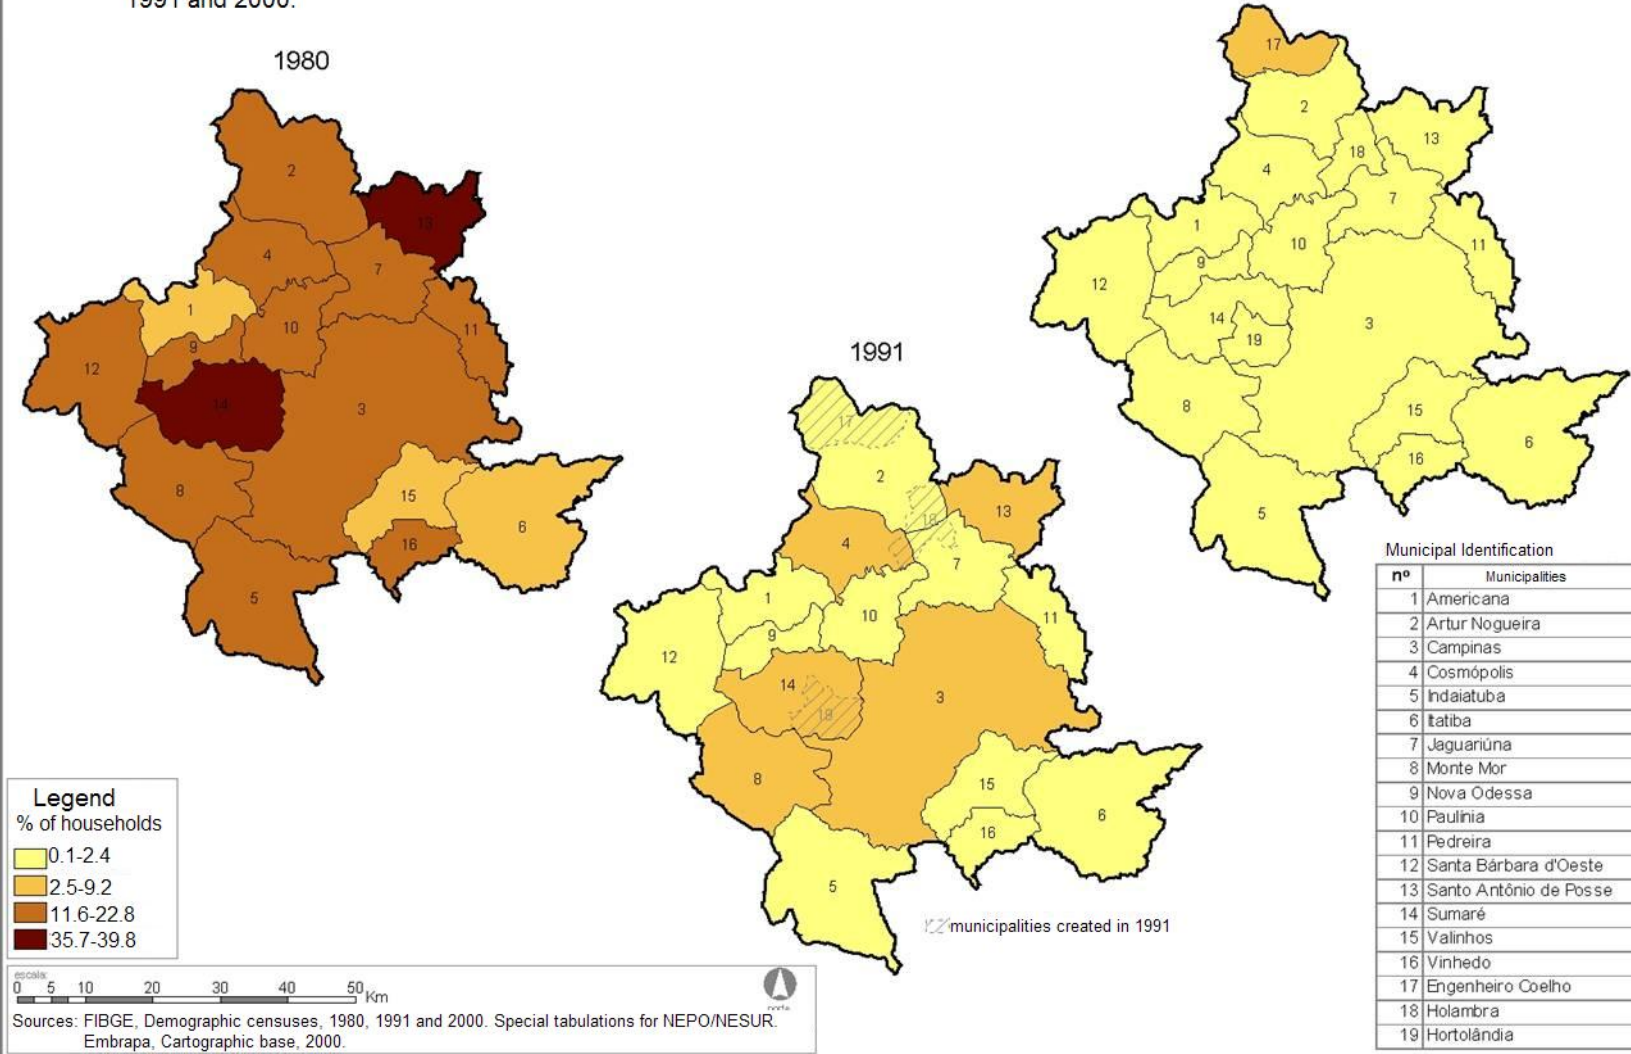 1991 and 2000.
1980
2
13
4
7
1
10
11
9
12
14
3
8
15
6
16
5
1991
17
2
18
13
4
7
1
10
11
9
12
14
19
3
8
15
6
16
5
municipalities created in 1991
17
2
13
18
4
7
1
10
11
9
12
14
3
19
8
15
6
16
5
Legend
% of households
0.1-2.4
2.5-9.2
11.6-22.8
35.7-39.8
escala:
0 5 10 20 30 40 50 Km
norte
Sources: FIBGE, Demographic censuses, 1980, 1991 and 2000. Special tabulations for NEPO/NESUR.
Embrapa, Cartographic base, 2000.
Municipal Identification
nº Municipalities
1 Americana
2 Artur Nogueira
3 Campinas
4 Cosmópolis
5 Indaiatuba
6 Itatiba
7 Jaguariúna
8 Monte Mor
9 Nova Odessa
10 Paulínia
11 Pedreira
12 Santa Bárbara d'Oeste
13 Santo Antônio de Posse
14 Sumaré
15 Valinhos
16 Vinhedo
17 Engenheiro Coelho
18 Holambra
19 Hortolândia